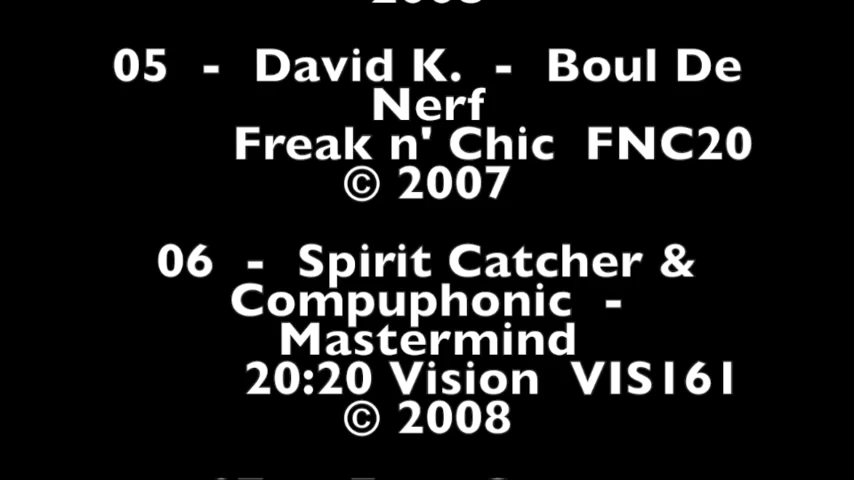 05 - David K. - Boul De
Nerf
Freak n' Chic FNC20
© 2007
06 - Spirit Catcher &
Compuphonic -
Mastermind
20:20 Vision VIS161
© 2008